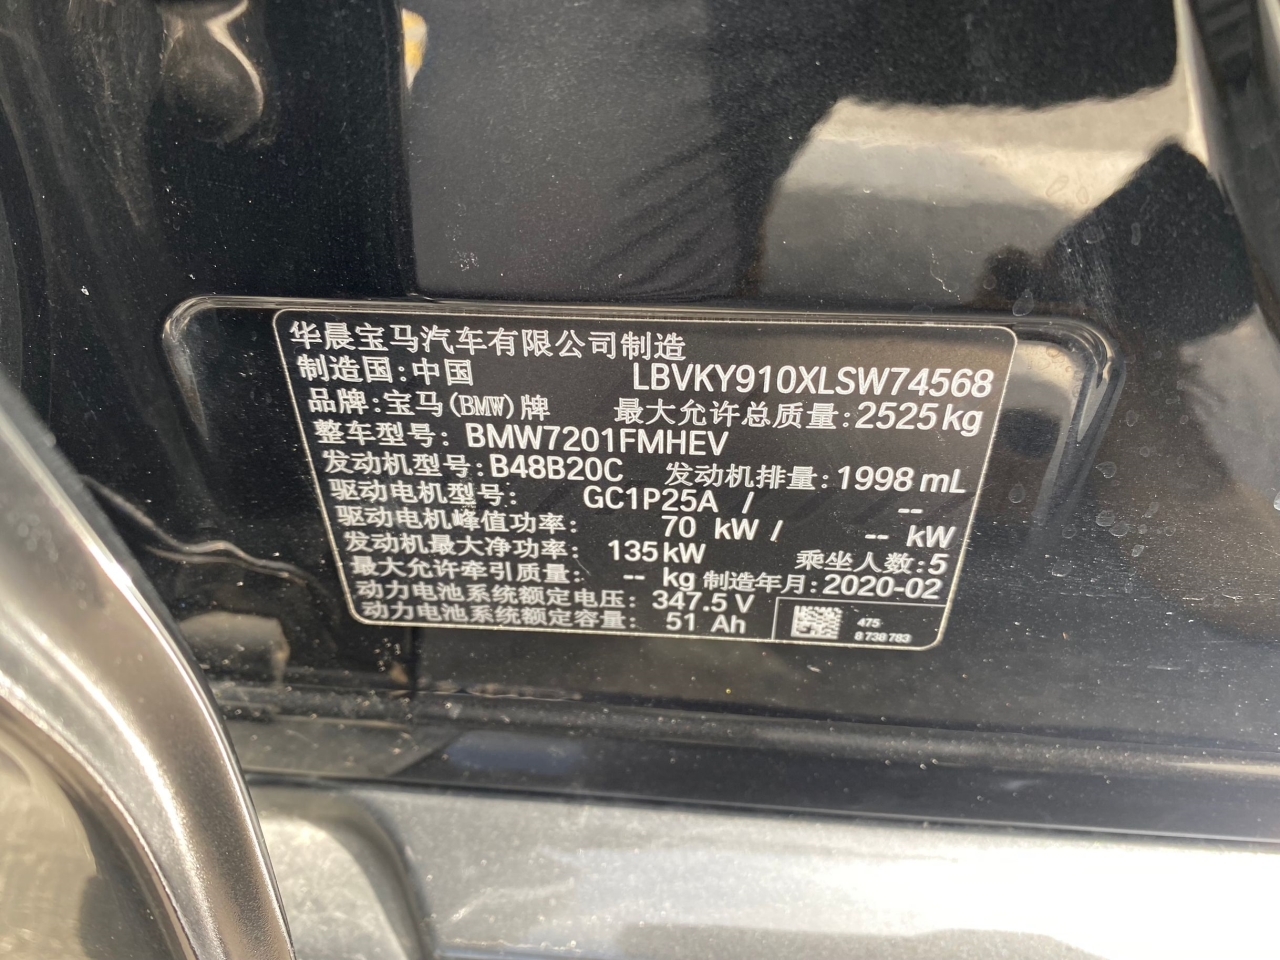 华晨宝马汽车有限公司制造
制造国:中国 LBVKY910XLSW74568
品牌:宝马(BMW)牌 最大允许总质量:2525kg
整车型号: BMW7201FMHEV
发动机型号:B48B20C 发动机排量:1998 mL
驱动电机型号: GC1P25A / --
驱动电机峰值功率: 70 kW / -- kW
发动机最大净功率: 135kW 乘坐人数:5
最大允许牵引质量: -- kg 制造年月:2020-02
动力电池系统额定电压: 347.5 V
动力电池系统额定容量: 51 Ah
475
8 738 783